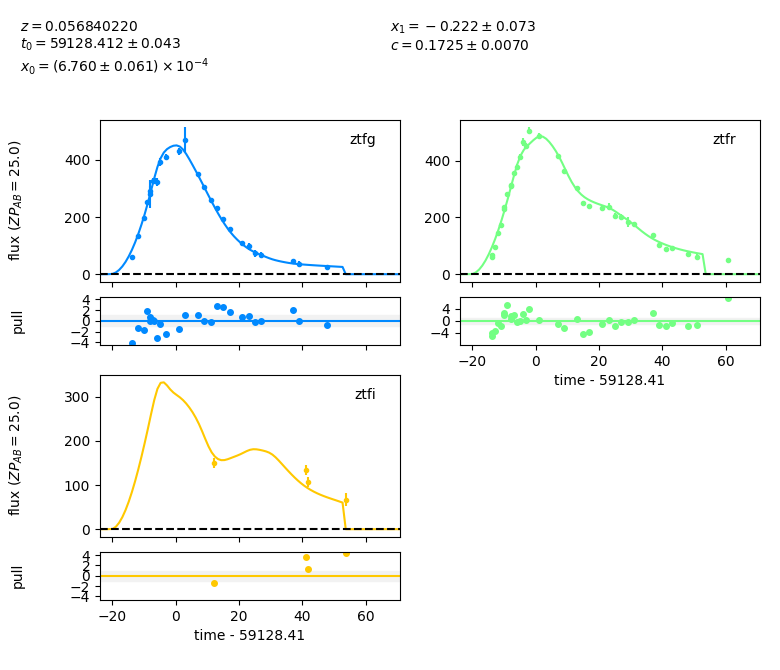 z = 0.056840220
t₀ = 59128.412 ± 0.043
x₀ = (6.760 ± 0.061) × 10⁻⁴
x₁ = −0.222 ± 0.073
c = 0.1725 ± 0.0070
ztfg
flux (ZP_AB = 25.0)
400
200
0
ztfr
400
200
0
pull
4
2
0
−2
−4
4
0
−4
−20 0 20 40 60
time - 59128.41
ztfi
flux (ZP_AB = 25.0)
300
200
100
0
pull
4
2
0
−2
−4
−20 0 20 40 60
time - 59128.41